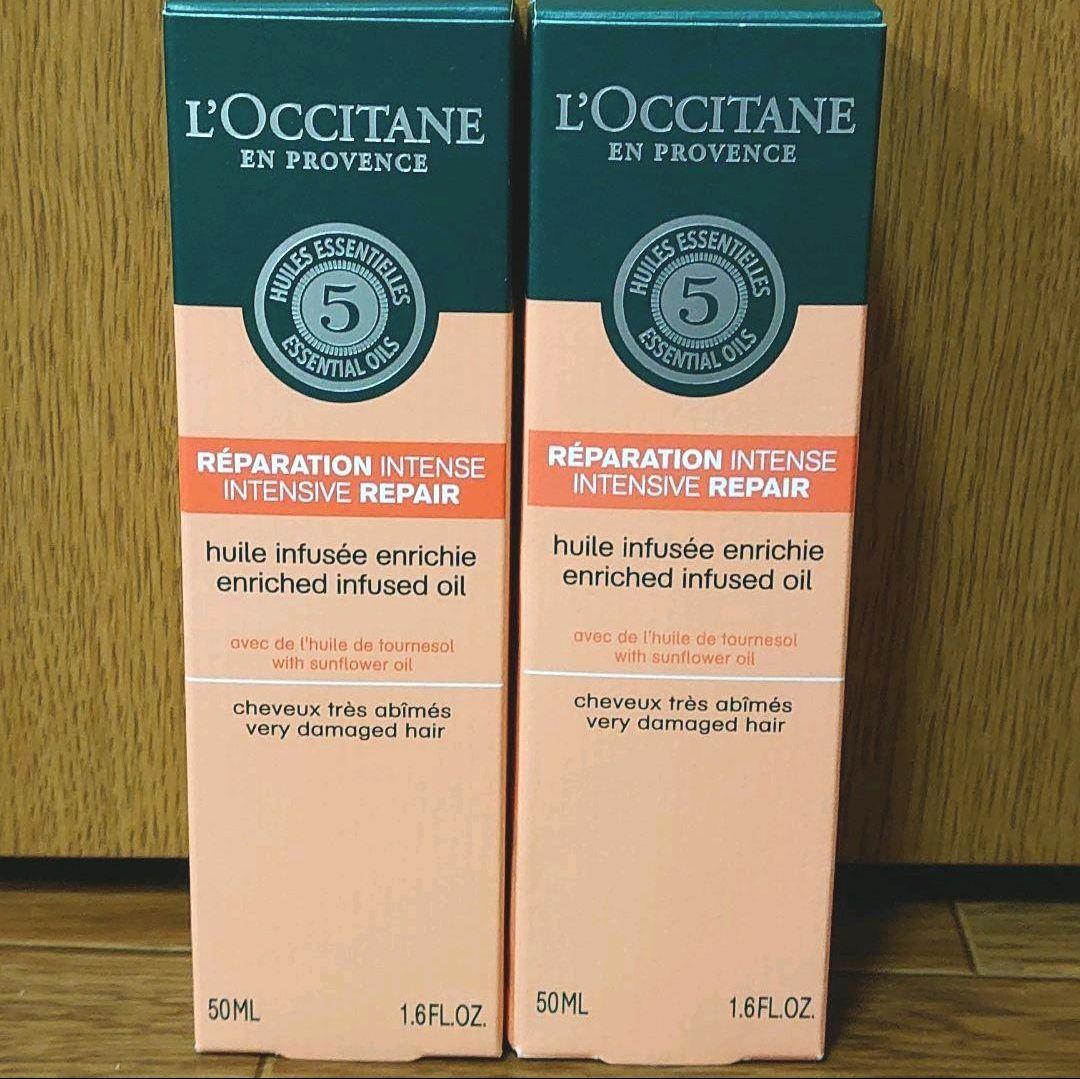 L'OCCITANE
EN PROVENCE
HUILES ESSENTIELLES
5
ESSENTIAL OILS
RÉPARATION INTENSE
INTENSIVE REPAIR
huile infusée enrichie
enriched infused oil
avec de l'huile de tournesol
with sunflower oil
cheveux très abîmés
very damaged hair
50ML 1.6FL.OZ.
L'OCCITANE
EN PROVENCE
HUILES ESSENTIELLES
5
ESSENTIAL OILS
RÉPARATION INTENSE
INTENSIVE REPAIR
huile infusée enrichie
enriched infused oil
avec de l'huile de tournesol
with sunflower oil
cheveux très abîmés
very damaged hair
50ML 1.6FL.OZ.